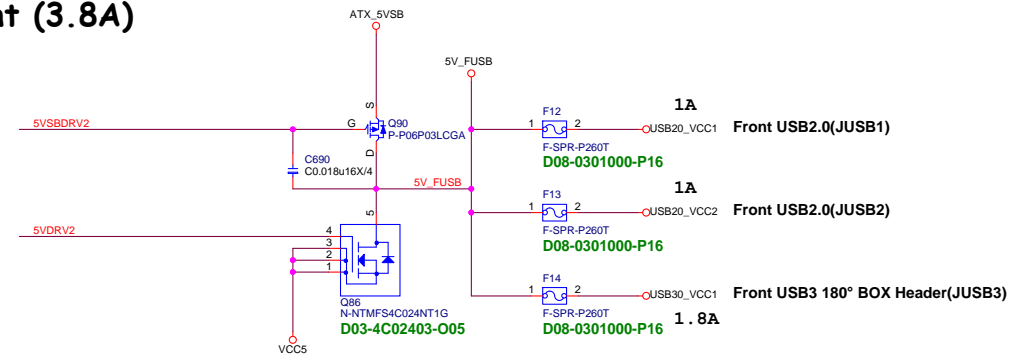 t (3.8A)
ATX_5VSB
5V_FUSB
5VSBDRV2
G
S
D
Q90
P-P06P03LCGA
C690
C0.018u16X/4
5V_FUSB
F12
1A
1 2
USB20_VCC1 Front USB2.0(JUSB1)
F-SPR-P260T
D08-0301000-P16
F13
1A
1 2
USB20_VCC2 Front USB2.0(JUSB2)
F-SPR-P260T
D08-0301000-P16
5VDRV2
5
4
3
2
1
Q86
N-NTMFS4C024NT1G
D03-4C02403-O05
VCC5
F14
1 2
USB30_VCC1 Front USB3 180° BOX Header(JUSB3)
F-SPR-P260T
1.8A
D08-0301000-P16